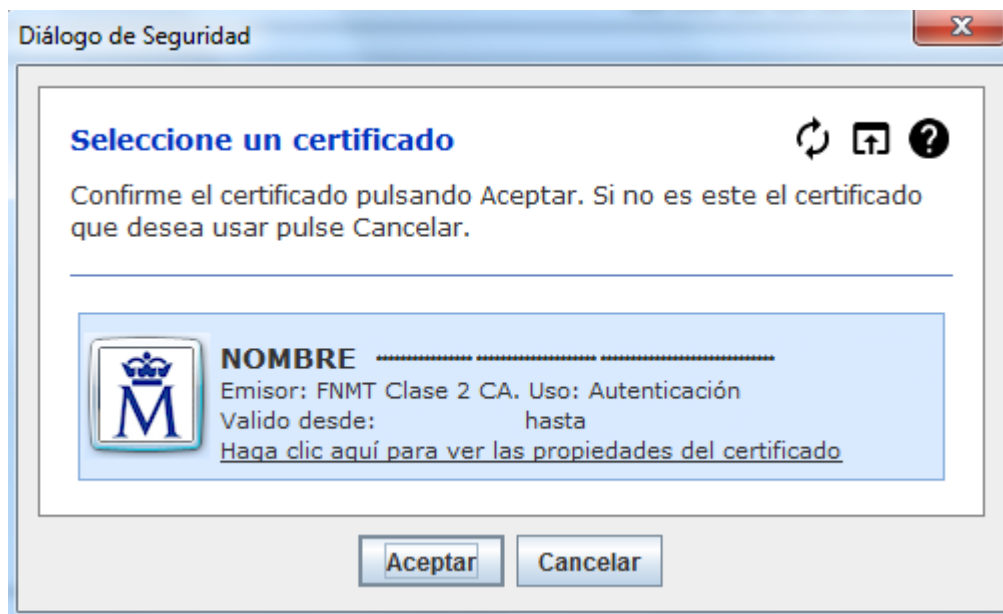 Diálogo de Seguridad
Seleccione un certificado
Confirme el certificado pulsando Aceptar. Si no es este el certificado
que desea usar pulse Cancelar.
NOMBRE
Emisor: FNMT Clase 2 CA. Uso: Autenticación
Valido desde: hasta
Haga clic aquí para ver las propiedades del certificado
Aceptar Cancelar